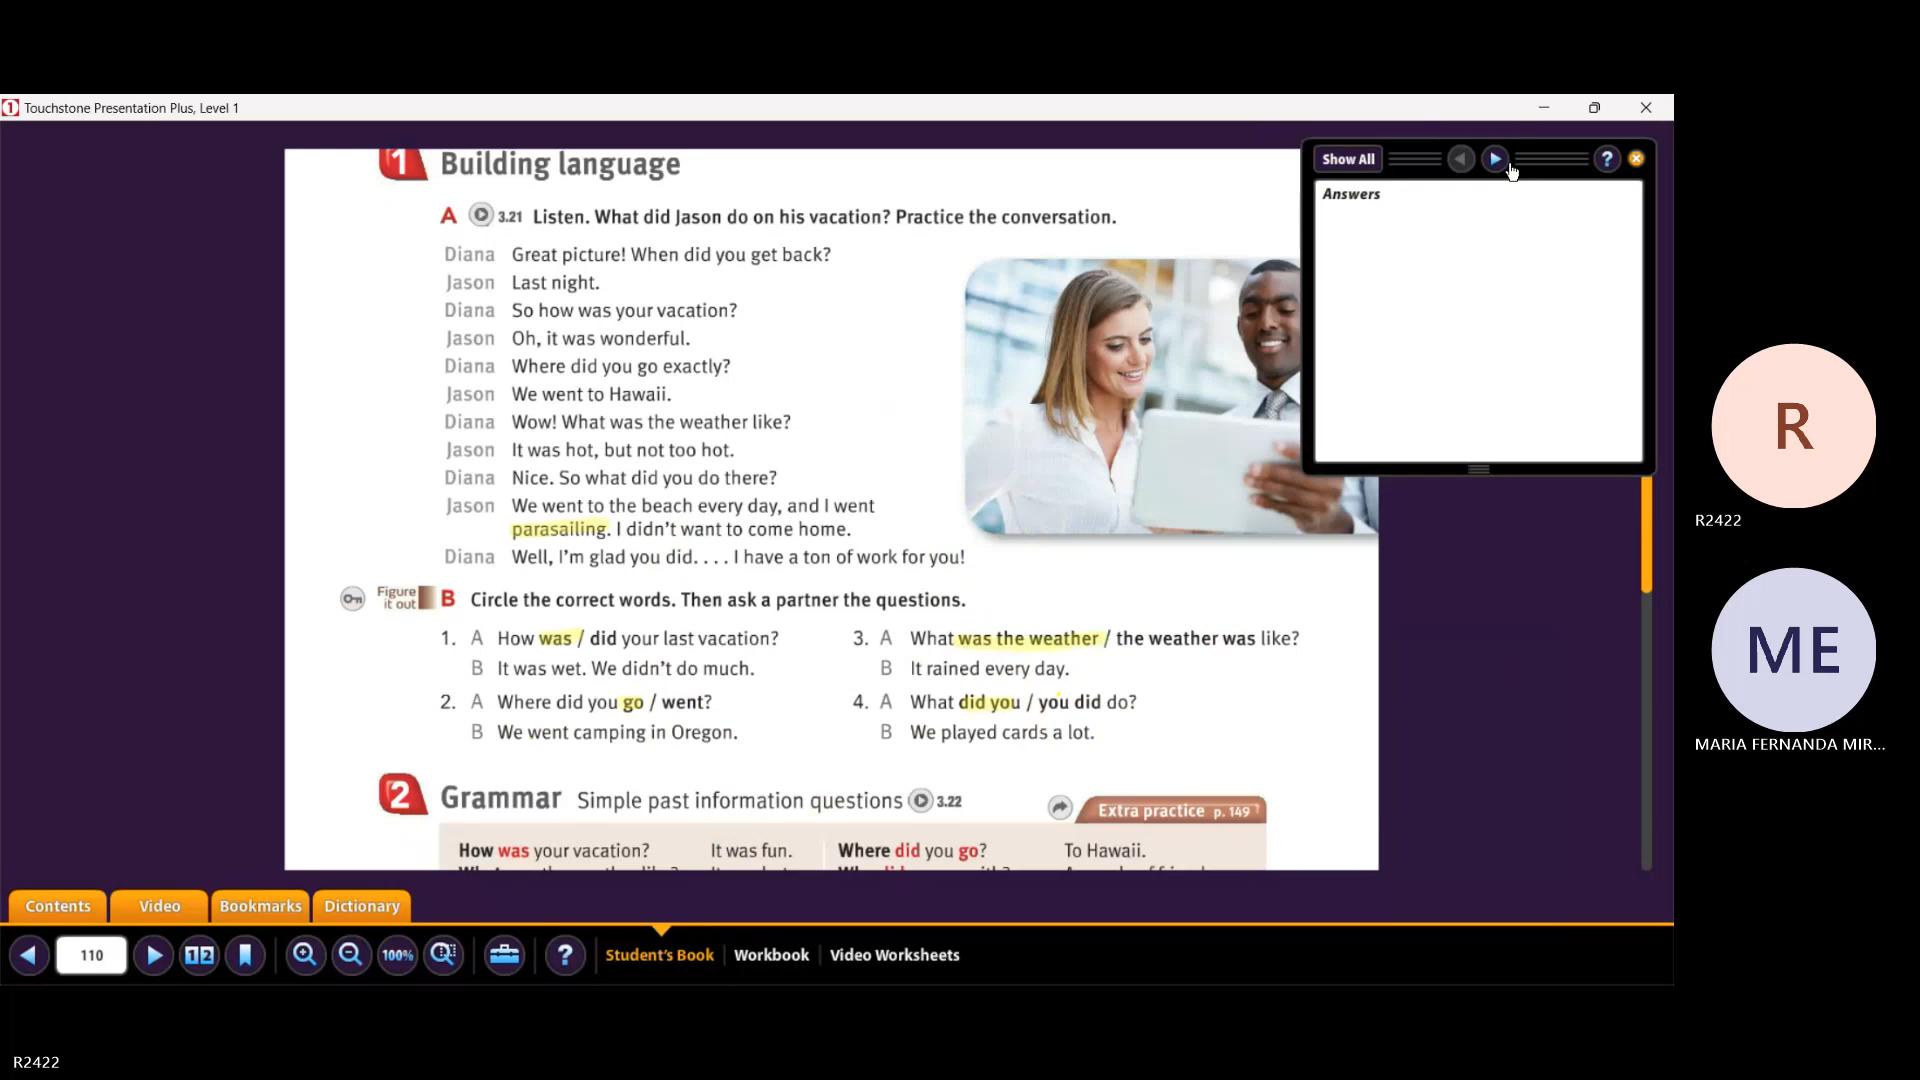 Touchstone Presentation Plus, Level 1
1 Building language
Show All
?
Answers
A 3.21 Listen. What did Jason do on his vacation? Practice the conversation.
Diana Great picture! When did you get back?
Jason Last night.
Diana So how was your vacation?
Jason Oh, it was wonderful.
Diana Where did you go exactly?
Jason We went to Hawaii.
Diana Wow! What was the weather like?
Jason It was hot, but not too hot.
Diana Nice. So what did you do there?
Jason We went to the beach every day, and I went
parasailing. I didn't want to come home.
Diana Well, I'm glad you did. . . . I have a ton of work for you!
Figure it out B Circle the correct words. Then ask a partner the questions.
1. A How was / did your last vacation?
B It was wet. We didn't do much.
2. A Where did you go / went?
B We went camping in Oregon.
3. A What was the weather / the weather was like?
B It rained every day.
4. A What did you / you did do?
B We played cards a lot.
2 Grammar Simple past information questions 3.22
Extra practice p. 149
How was your vacation? It was fun. Where did you go? To Hawaii.
Contents Video Bookmarks Dictionary
110 12 100% ? Student's Book Workbook Video Worksheets
R
R2422
ME
MARIA FERNANDA MIR...
R2422